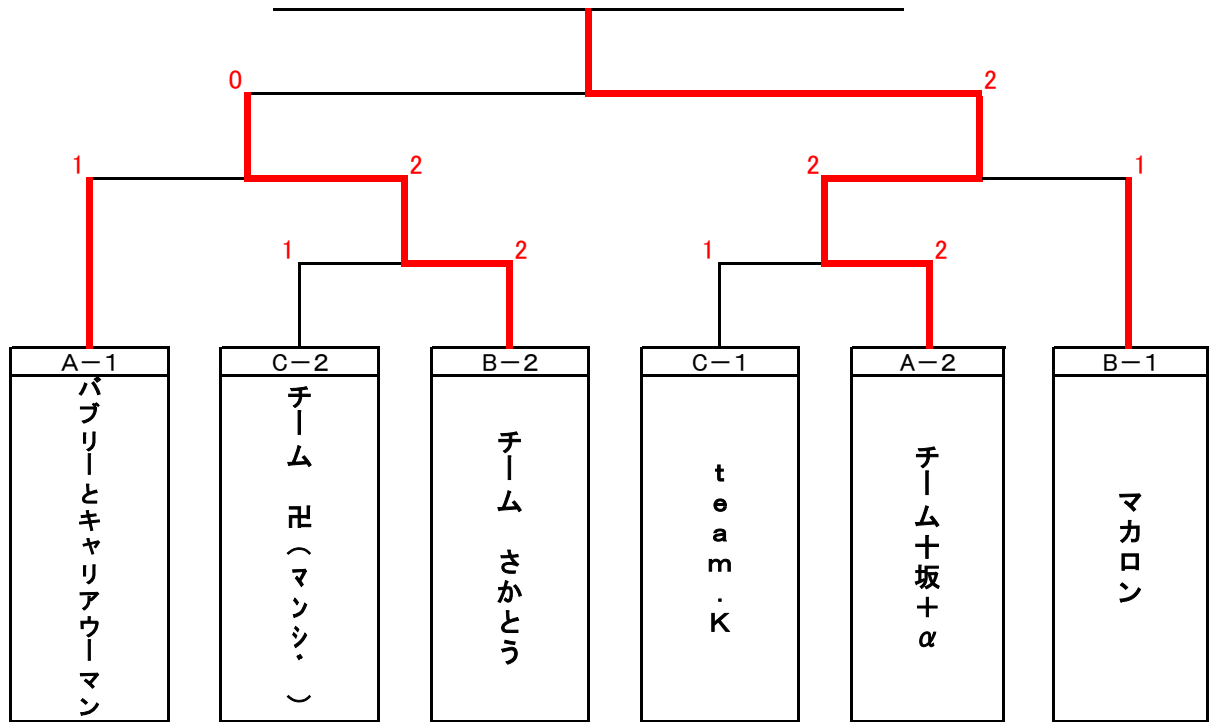 0
2
1
2
2
1
1
2
1
2
A-1
C-2
B-2
C-1
A-2
B-1
バブリーとキャリアウーマン
チーム 卍(マンシ・)
チーム さかとう
team.K
チーム十坂+α
マカロン